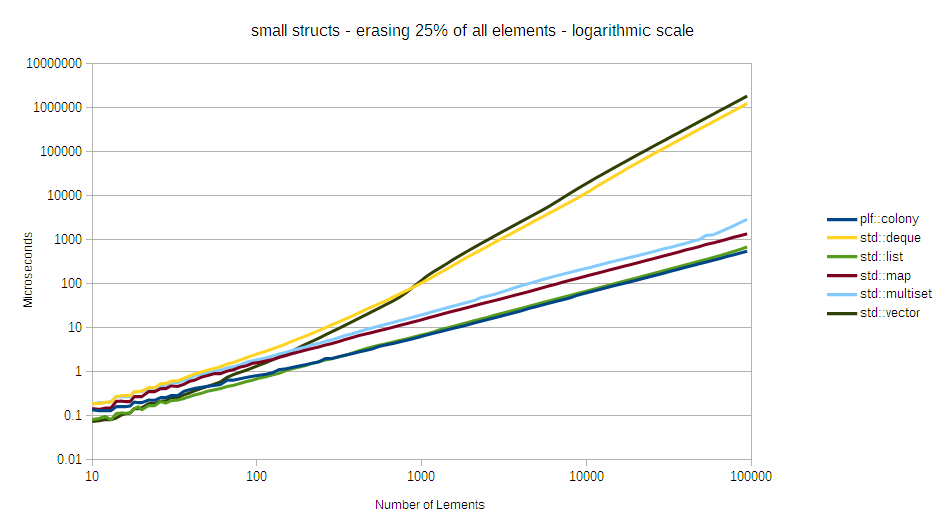 small structs - erasing 25% of all elements - logarithmic scale
10000000
1000000
100000
10000
1000
100
10
1
0.1
0.01
Microseconds
10 100 1000 10000 100000
Number of Lements
plf::colony
std::deque
std::list
std::map
std::multiset
std::vector